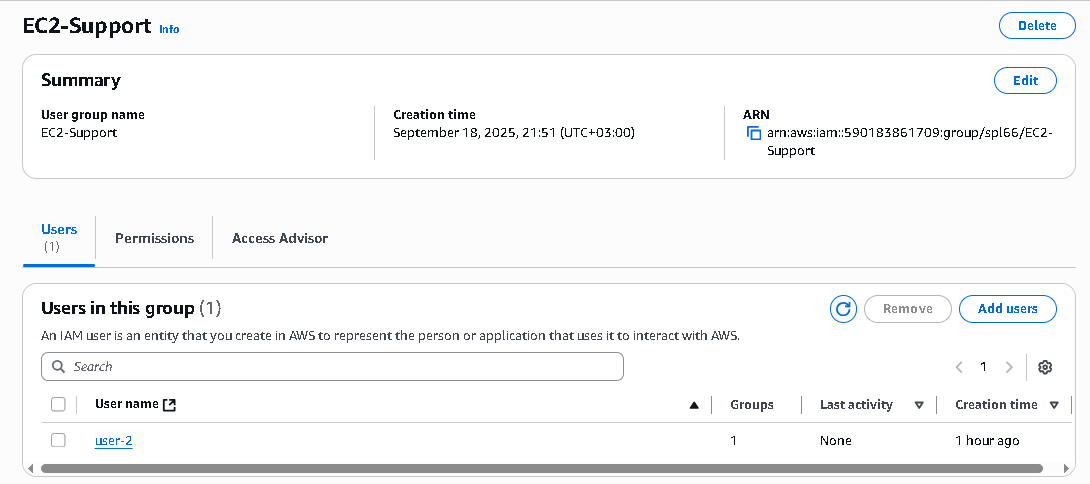 EC2-Support Info
Delete
Summary
Edit
User group name
EC2-Support
Creation time
September 18, 2025, 21:51 (UTC+03:00)
ARN
arn:aws:iam::590183861709:group/spl66/EC2-
Support
Users
(1)
Permissions
Access Advisor
Users in this group (1)
Remove
Add users
An IAM user is an entity that you create in AWS to represent the person or application that uses it to interact with AWS.
Search
1
User name
Groups
Last activity
Creation time
user-2
1
None
1 hour ago